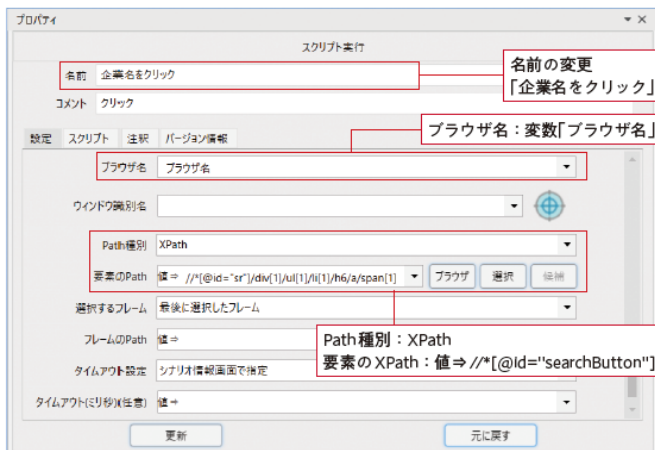 プロパティ
スクリプト実行
名前 企業名をクリック
名前の変更
「企業名をクリック」
コメント クリック
設定 スクリプト 注釈 バージョン情報
ブラウザ名：変数「ブラウザ名」
ブラウザ名 ブラウザ名
ウィンドウ識別名
Path種別 XPath
要素のPath 値⇒ //*[@id="sr"]/div[1]/ul[1]/li[1]/h6/a/span[1] ブラウザ 選択 候補
選択するフレーム 最後に選択したフレーム
フレームのPath 値⇒
Path種別：XPath
要素のXPath：値⇒//*[@id="searchButton"]
タイムアウト設定 シナリオ情報画面で指定
タイムアウト(ミリ秒)(任意) 値⇒
更新 元に戻す